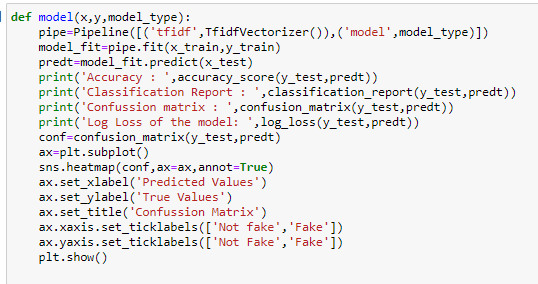 def model(x,y,model_type):
    pipe=Pipeline([('tfidf',TfidfVectorizer()),('model',model_type)])
    model_fit=pipe.fit(x_train,y_train)
    predt=model_fit.predict(x_test)
    print('Accuracy : ',accuracy_score(y_test,predt))
    print('Classification Report : ',classification_report(y_test,predt))
    print('Confussion matrix : ',confusion_matrix(y_test,predt))
    print('Log Loss of the model: ',log_loss(y_test,predt))
    conf=confusion_matrix(y_test,predt)
    ax=plt.subplot()
    sns.heatmap(conf,ax=ax,annot=True)
    ax.set_xlabel('Predicted Values')
    ax.set_ylabel('True Values')
    ax.set_title('Confussion Matrix')
    ax.xaxis.set_ticklabels(['Not fake','Fake'])
    ax.yaxis.set_ticklabels(['Not Fake','Fake'])
    plt.show()